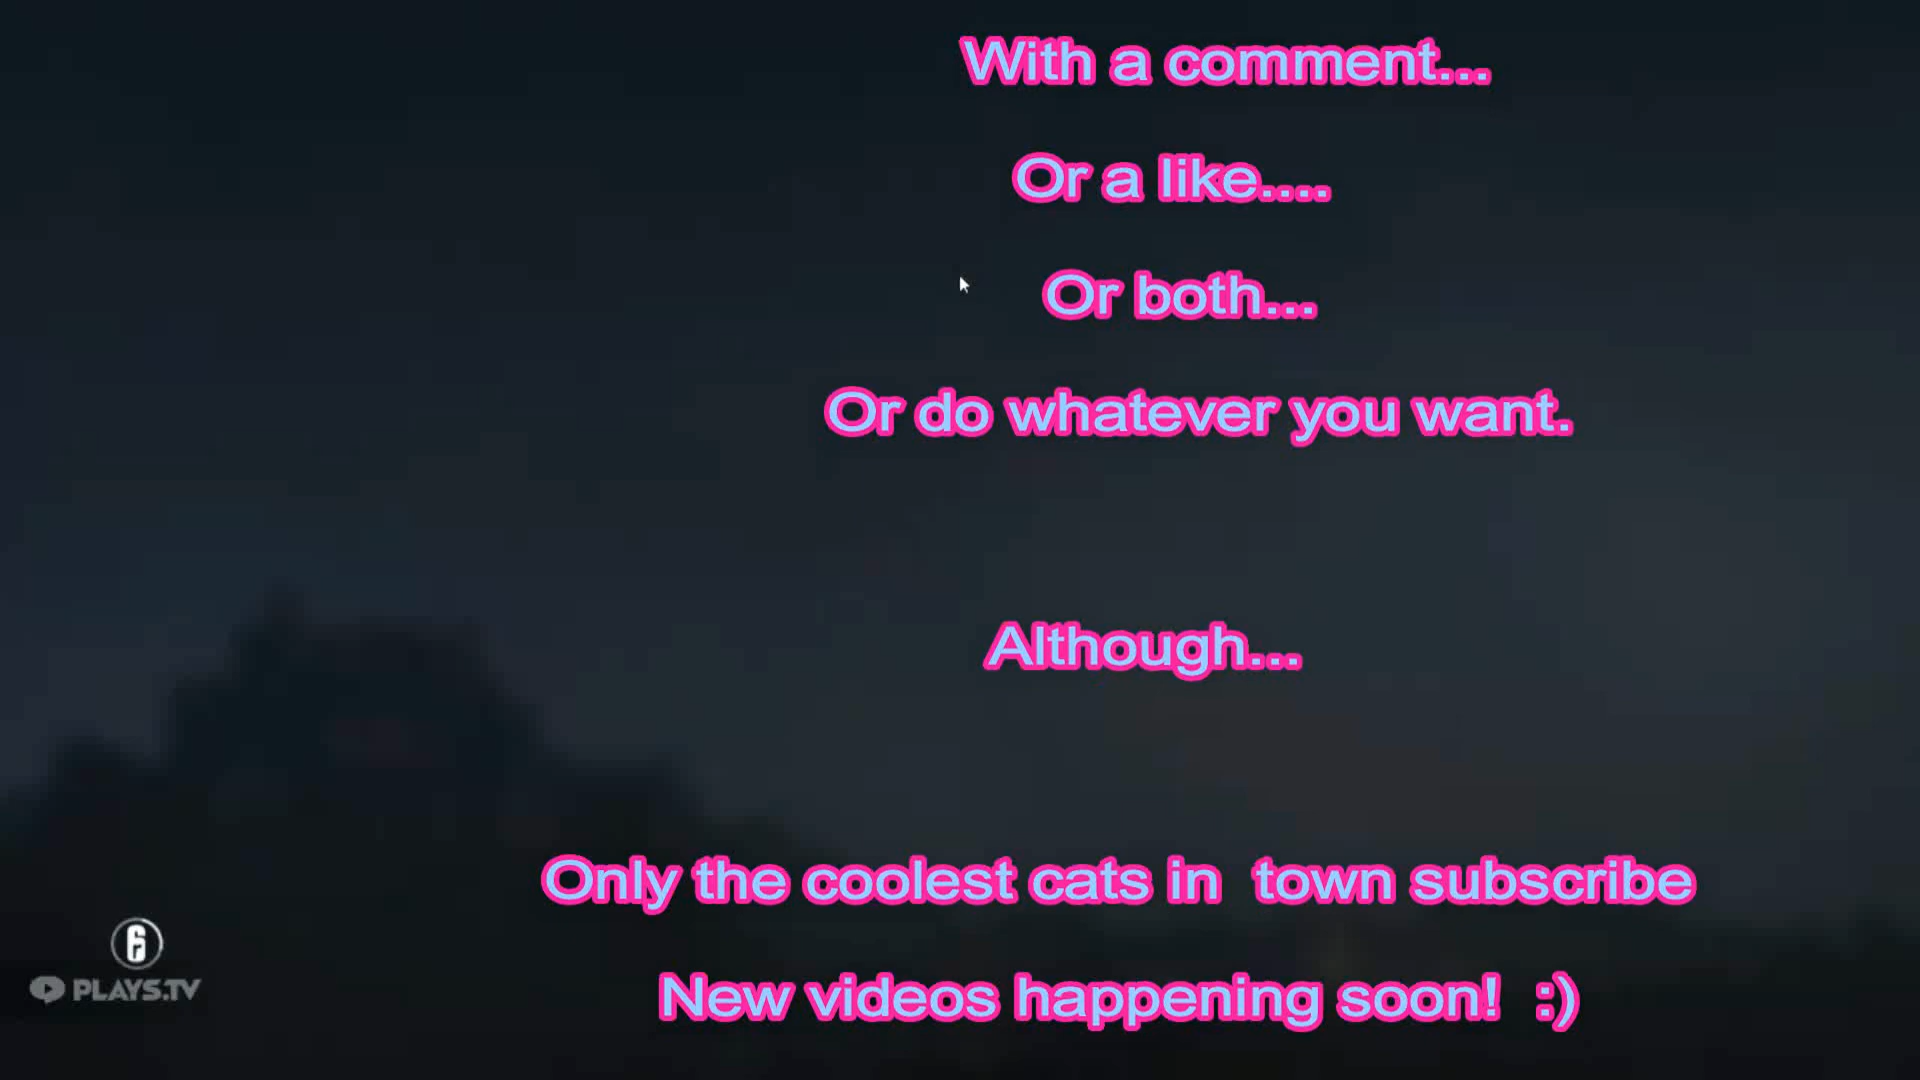 With a comment...
Or a like....
Or both...
Or do whatever you want.
Although...
Only the coolest cats in  town subscribe
New videos happening soon!  :)
6
PLAYS.TV